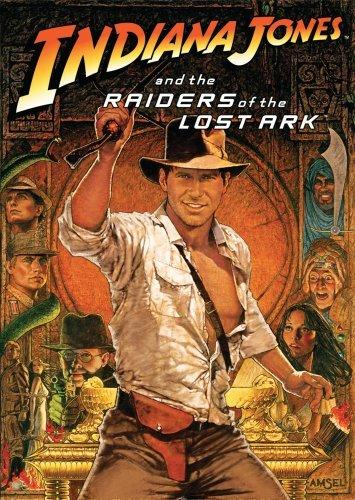 INDIANA JONES
and the
RAIDERS of the
LOST ARK
AMSEL